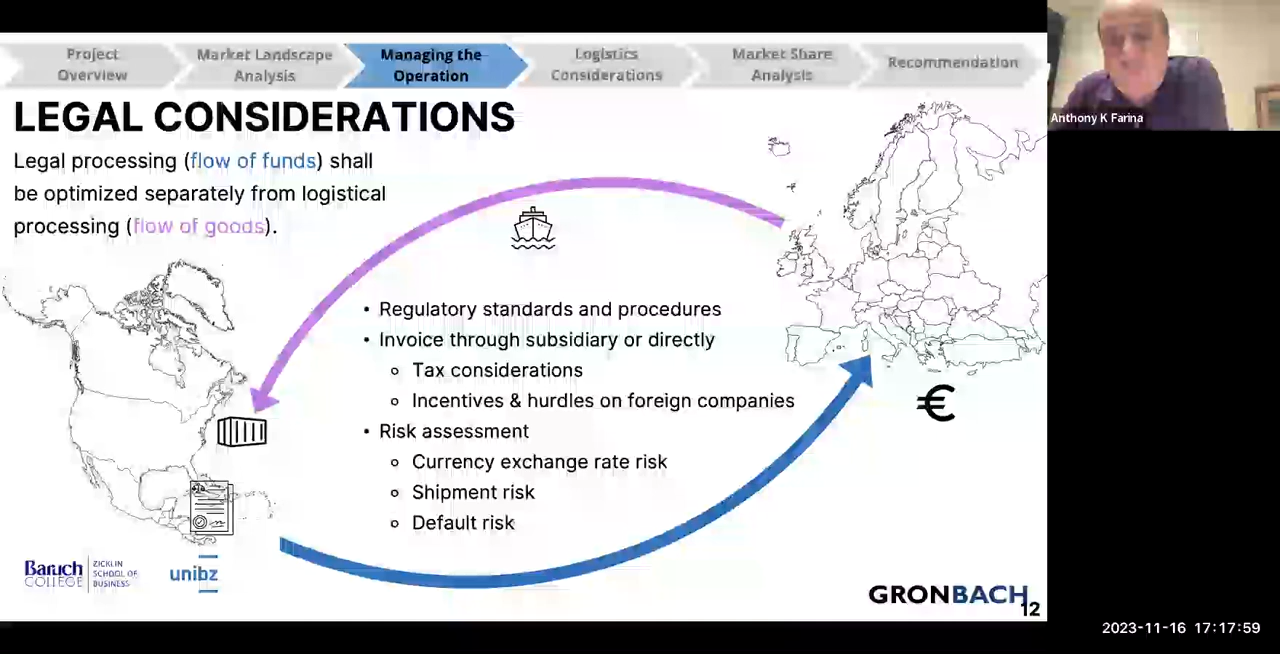 Project
Overview
Market Landscape
Analysis
Managing the
Operation
Logistics
Considerations
Market Share
Analysis
Recommendation
Anthony K Farina
LEGAL CONSIDERATIONS
Legal processing (flow of funds) shall
be optimized separately from logistical
processing (flow of goods).
• Regulatory standards and procedures
• Invoice through subsidiary or directly
o Tax considerations
o Incentives & hurdles on foreign companies
• Risk assessment
o Currency exchange rate risk
o Shipment risk
o Default risk
€
Baruch
COLLEGE
ZICKLIN
SCHOOL OF
BUSINESS
unibz
GRONBACH
12
2023-11-16 17:17:59